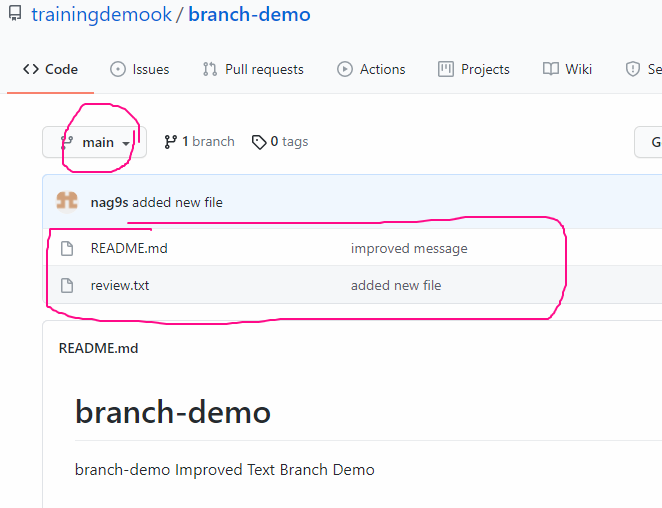 trainingdemook / branch-demo
Code Issues Pull requests Actions Projects Wiki
main 1 branch 0 tags
nag9s added new file
README.md improved message
review.txt added new file
README.md
branch-demo
branch-demo Improved Text Branch Demo